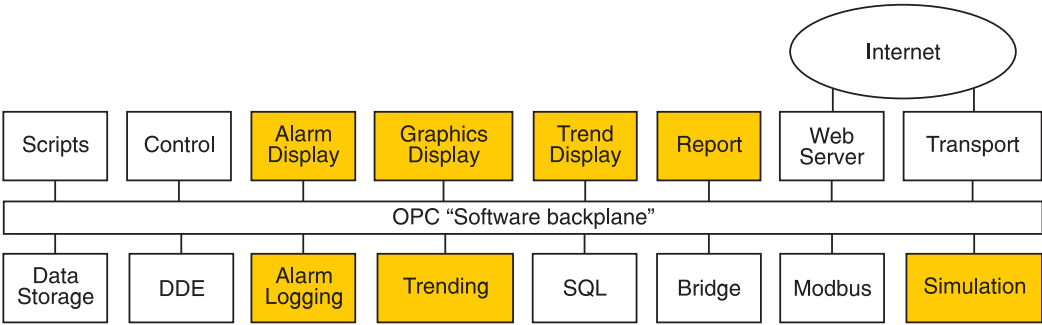 Internet
Scripts
Control
Alarm
Display
Graphics
Display
Trend
Display
Report
Web
Server
Transport
OPC “Software backplane”
Data
Storage
DDE
Alarm
Logging
Trending
SQL
Bridge
Modbus
Simulation